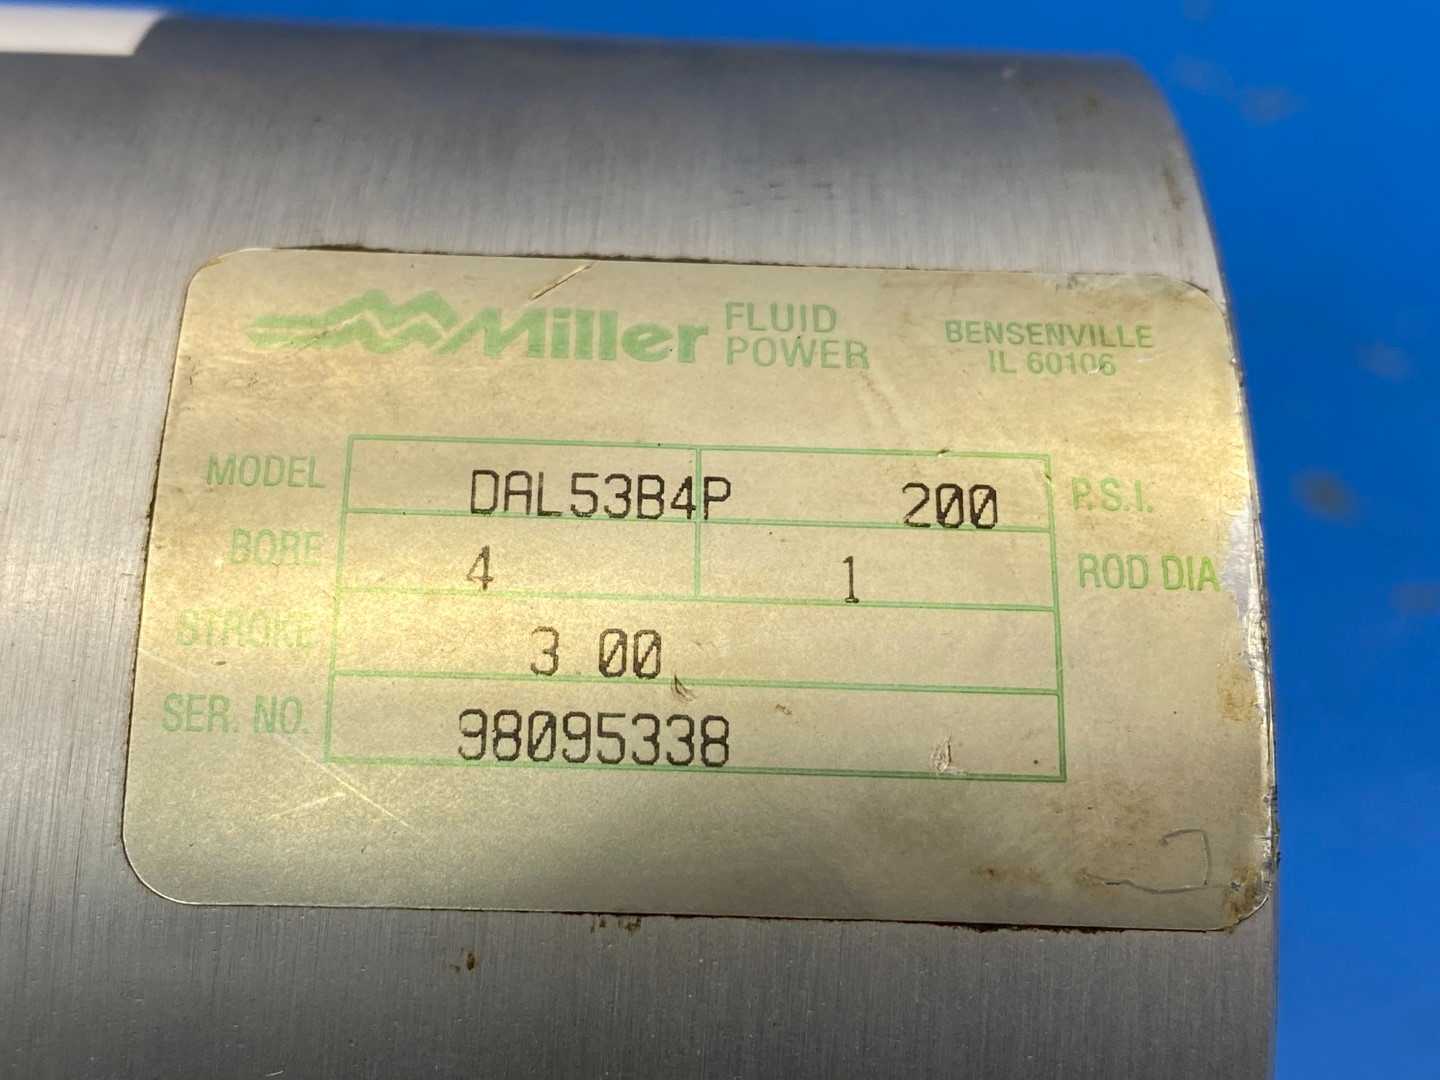 Miller FLUID POWER
BENSENVILLE
IL 60106
MODEL DAL53B4P 200 P.S.I.
BORE 4 1 ROD DIA
STROKE 3.00
SER. NO. 98095338